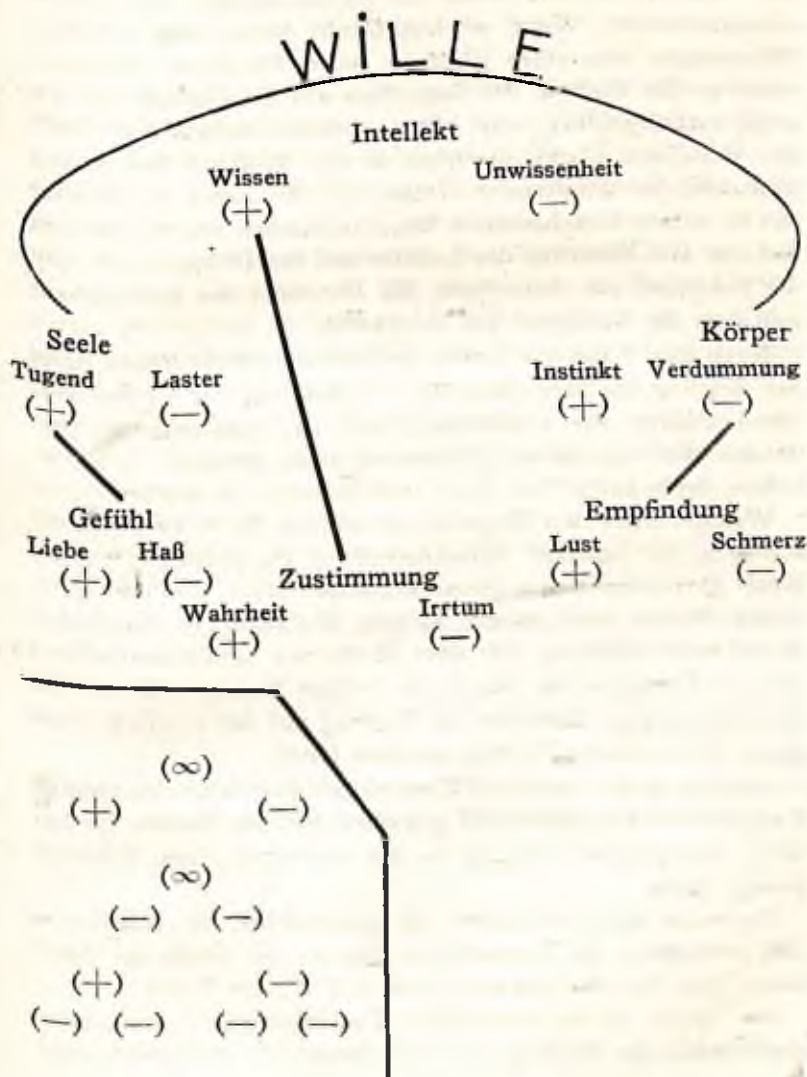 WiLLE
Intellekt
Wissen Unwissenheit
(+) (—)
Seele Körper
Tugend Laster Instinkt Verdummung
(+) (—) (+) (—)
Gefühl Empfindung
Liebe Haß Lust Schmerz
(+) (—) (+) (—)
Zustimmung
Wahrheit Irrtum
(+) (—)
(∞)
(+) (—)
(∞)
(—) (—)
(+) (—)
(—) (—) (—) (—)